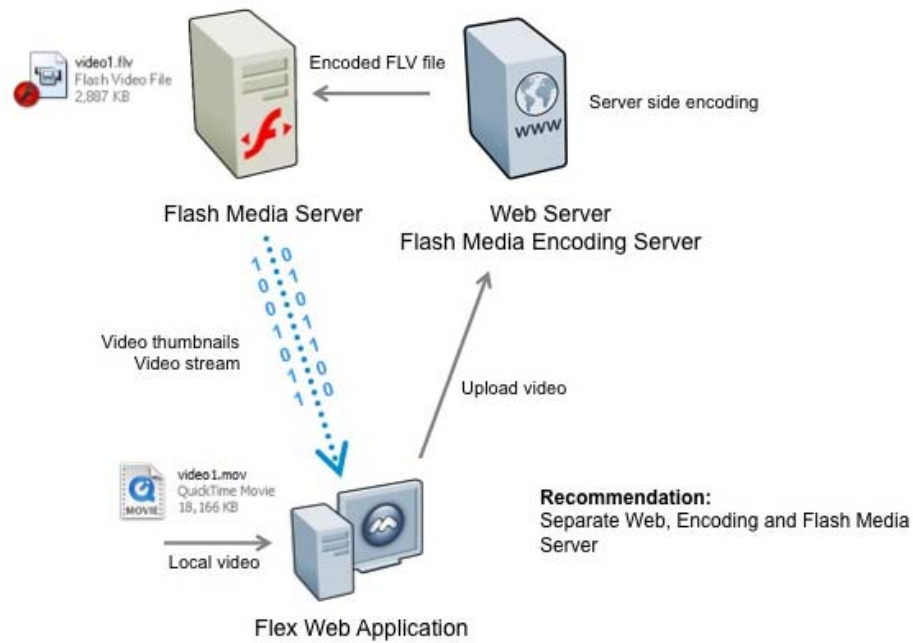 video1.flv
Flash Video File
2,887 KB
Encoded FLV file
Server side encoding
WWW
Flash Media Server
Web Server
Flash Media Encoding Server
1 0 0 1 0 1 1
0 1 0 1 1 0 0
Video thumbnails
Video stream
Upload video
video1.mov
QuickTime Movie
18,166 KB
MOVIE
Local video
Recommendation:
Separate Web, Encoding and Flash Media
Server
Flex Web Application